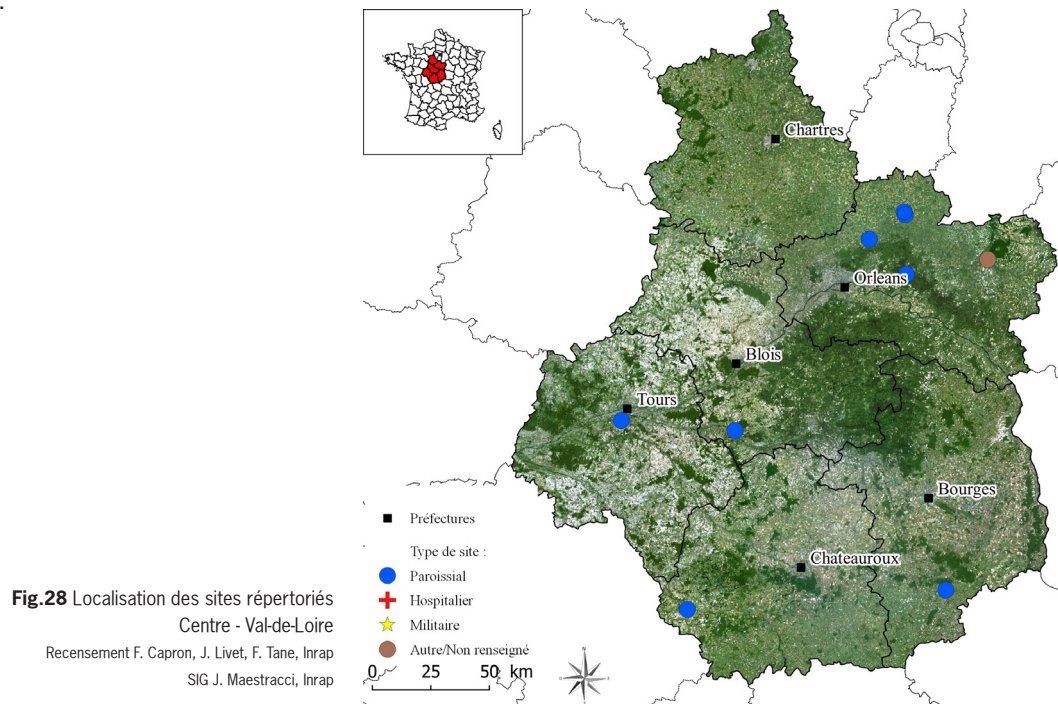 .
Chartres
Orleans
Blois
Tours
Bourges
Chateauroux
Préfectures
Type de site :
Paroissial
Hospitalier
Militaire
Autre/Non renseigné
0 25 50 km
N
Fig.28 Localisation des sites répertoriés
Centre - Val-de-Loire
Recensement F. Capron, J. Livet, F. Tane, Inrap
SIG J. Maestracci, Inrap